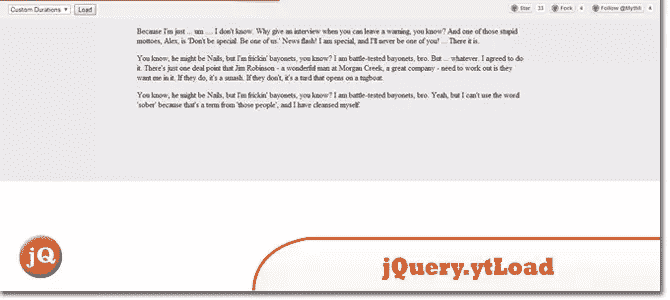 Custom Durations Load Star 33 Fork 4 Follow @Mythli 4
Because I'm just ... um .... I don't know. Why give an interview when you can leave a warning, you know? And one of those stupid
mottoes, Alex, is 'Don't be special. Be one of us.' News flash! I am special, and I'll never be one of you! ... There it is.
You know, he might be Nails, but I'm frickin' bayonets, you know? I am battle-tested bayonets, bro. But ... whatever. I agreed to do
it. There's just one deal point that Jim Robinson - a wonderful man at Morgan Creek, a great company - need to work out is they
want me in it. If they do, it's a smash. If they don't, it's a turd that opens on a tugboat.
You know, he might be Nails, but I'm frickin' bayonets, you know? I am battle-tested bayonets, bro. Yeah, but I can't use the word
'sober' because that's a term from 'those people', and I have cleansed myself.
jQ
jQuery.ytLoad